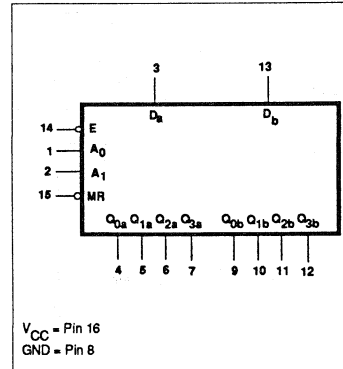 3 13
Da Db
14 E
1 A0
2 A1
15 MR
Q0a Q1a Q2a Q3a Q0b Q1b Q2b Q3b
4 5 6 7 9 10 11 12
VCC = Pin 16
GND = Pin 8